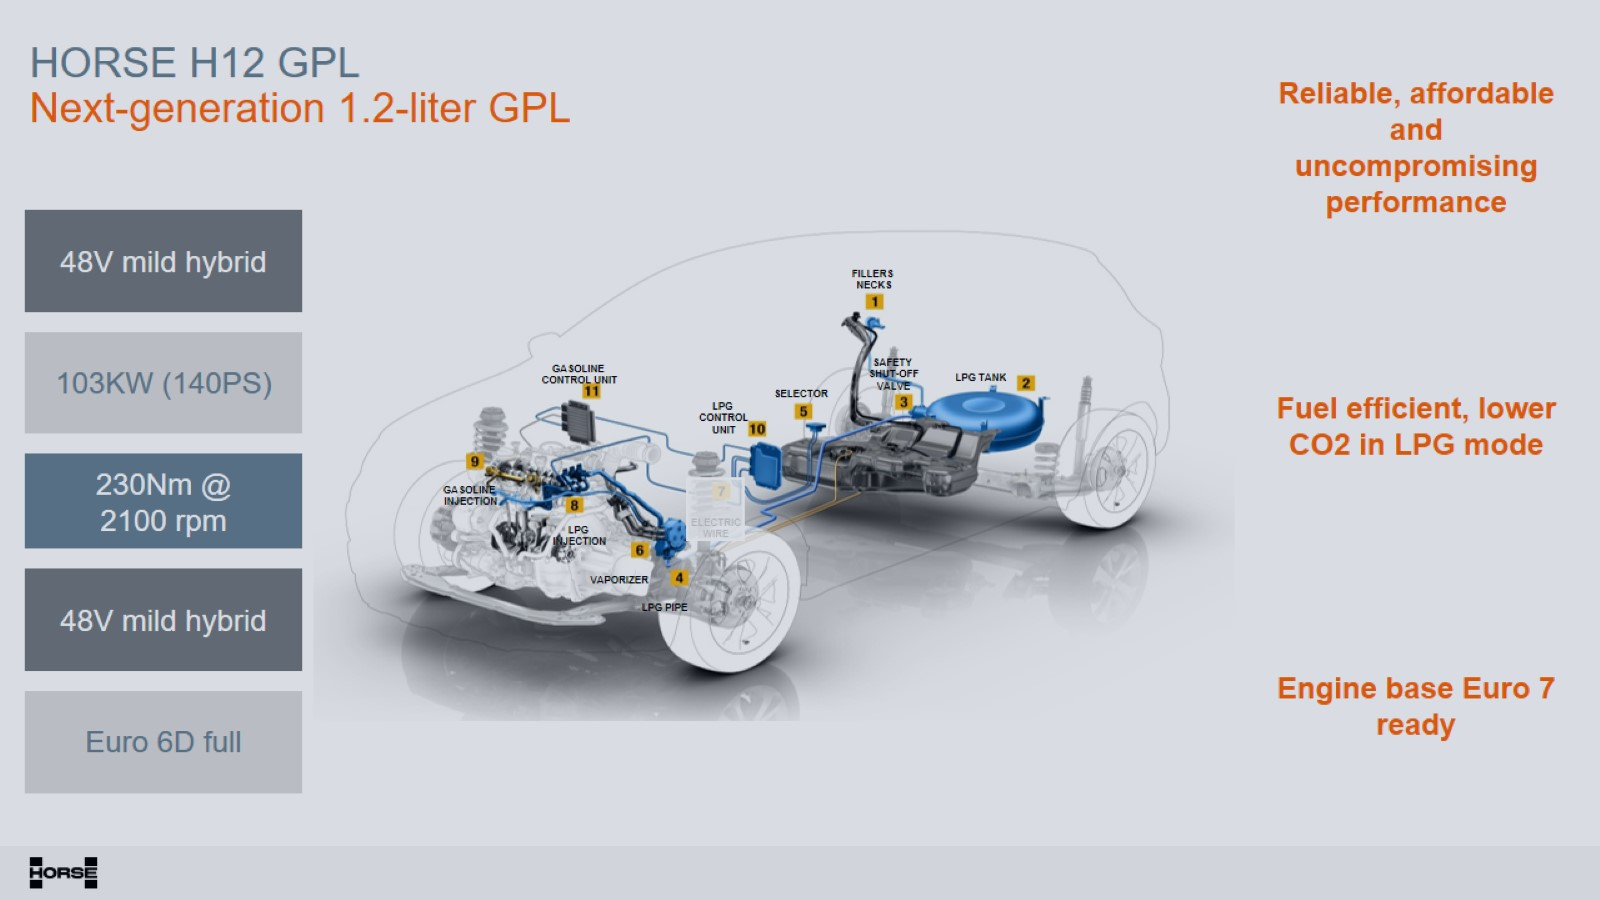 HORSE H12 GPL
Next-generation 1.2-liter GPL
48V mild hybrid
103KW (140PS)
230Nm @
2100 rpm
48V mild hybrid
Euro 6D full
FILLERS
NECKS
1
GASOLINE
CONTROL UNIT
11
SAFETY
SHUT-OFF
VALVE
3
LPG TANK
2
SELECTOR
5
LPG
CONTROL
UNIT
10
9
GASOLINE
INJECTION
8
LPG
INJECTION
7
ELECTRIC
WIRE
6
VAPORIZER
4
LPG PIPE
Reliable, affordable
and
uncompromising
performance
Fuel efficient, lower
CO2 in LPG mode
Engine base Euro 7
ready
HORSE